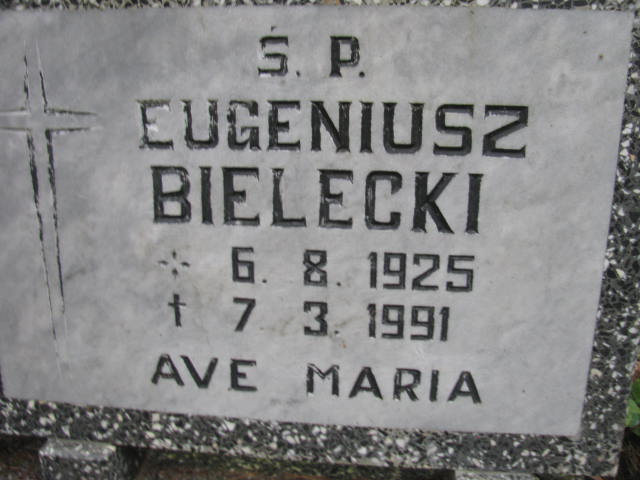 Ś. P.
EUGENIUSZ
BIELECKI
* 6. 8. 1925
† 7. 3. 1991
AVE MARIA